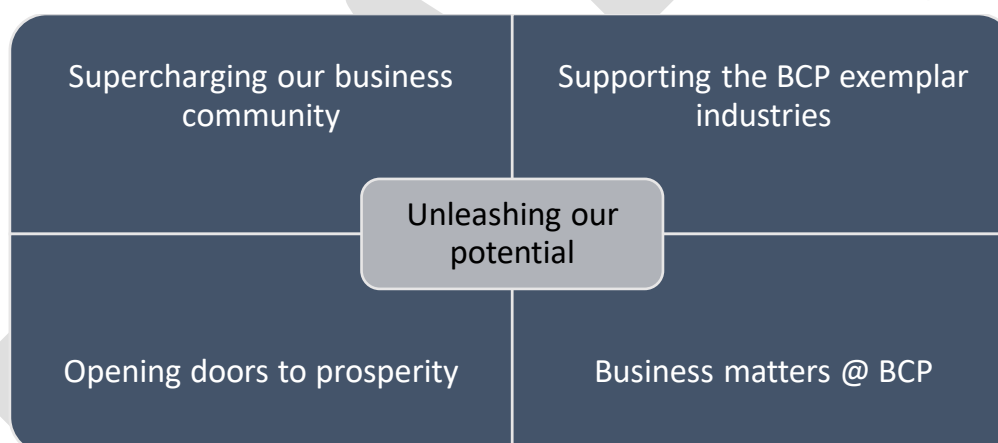 Supercharging our business
community
Supporting the BCP exemplar
industries
Unleashing our
potential
Opening doors to prosperity
Business matters @ BCP